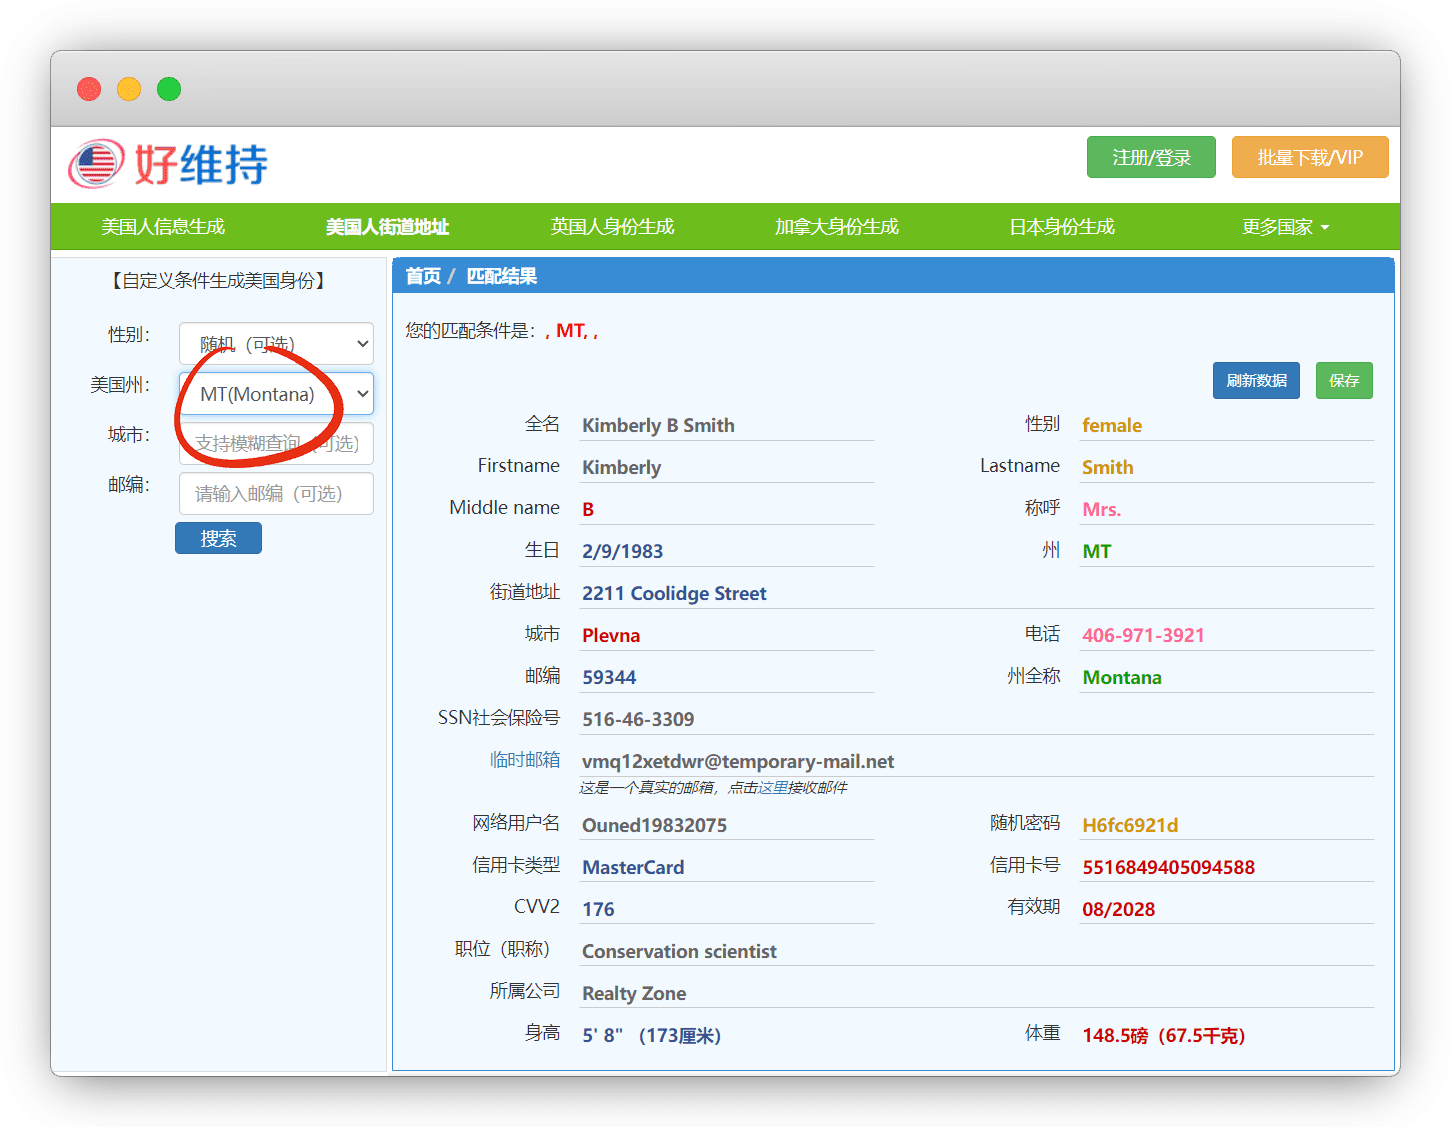 好维持
注册/登录 批量下载/VIP
美国人信息生成 美国人街道地址 英国人身份生成 加拿大身份生成 日本身份生成 更多国家
【自定义条件生成美国身份】
性别： 随机（可选）
美国州： MT(Montana)
城市： 支持模糊查询（可选）
邮编： 请输入邮编（可选）
搜索
首页 / 匹配结果
您的匹配条件是：, MT, ,
刷新数据 保存
全名 Kimberly B Smith 性别 female
Firstname Kimberly Lastname Smith
Middle name B 称呼 Mrs.
生日 2/9/1983 州 MT
街道地址 2211 Coolidge Street
城市 Plevna 电话 406-971-3921
邮编 59344 州全称 Montana
SSN社会保险号 516-46-3309
临时邮箱 vmq12xetdwr@temporary-mail.net
这是一个真实的邮箱，点击这里接收邮件
网络用户名 Ouned19832075 随机密码 H6fc6921d
信用卡类型 MasterCard 信用卡号 5516849405094588
CVV2 176 有效期 08/2028
职位（职称） Conservation scientist
所属公司 Realty Zone
身高 5' 8" （173厘米） 体重 148.5磅（67.5千克）